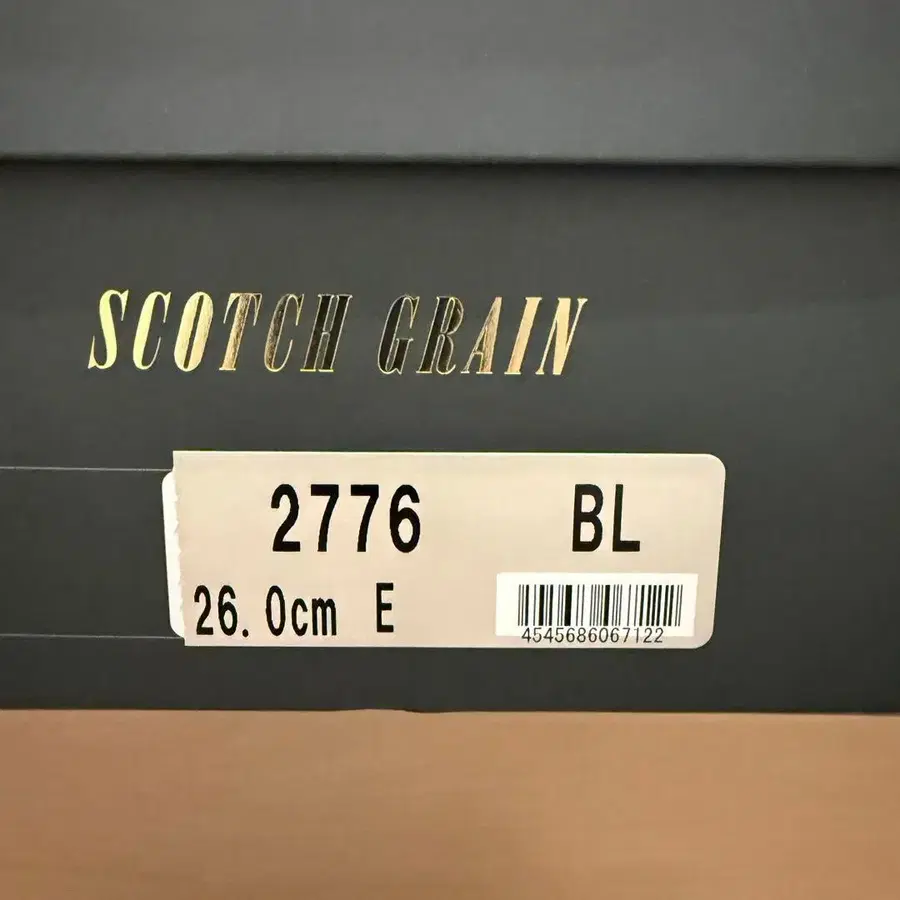 SCOTCH GRAIN
2776 BL
26.0cm E
4545686067122